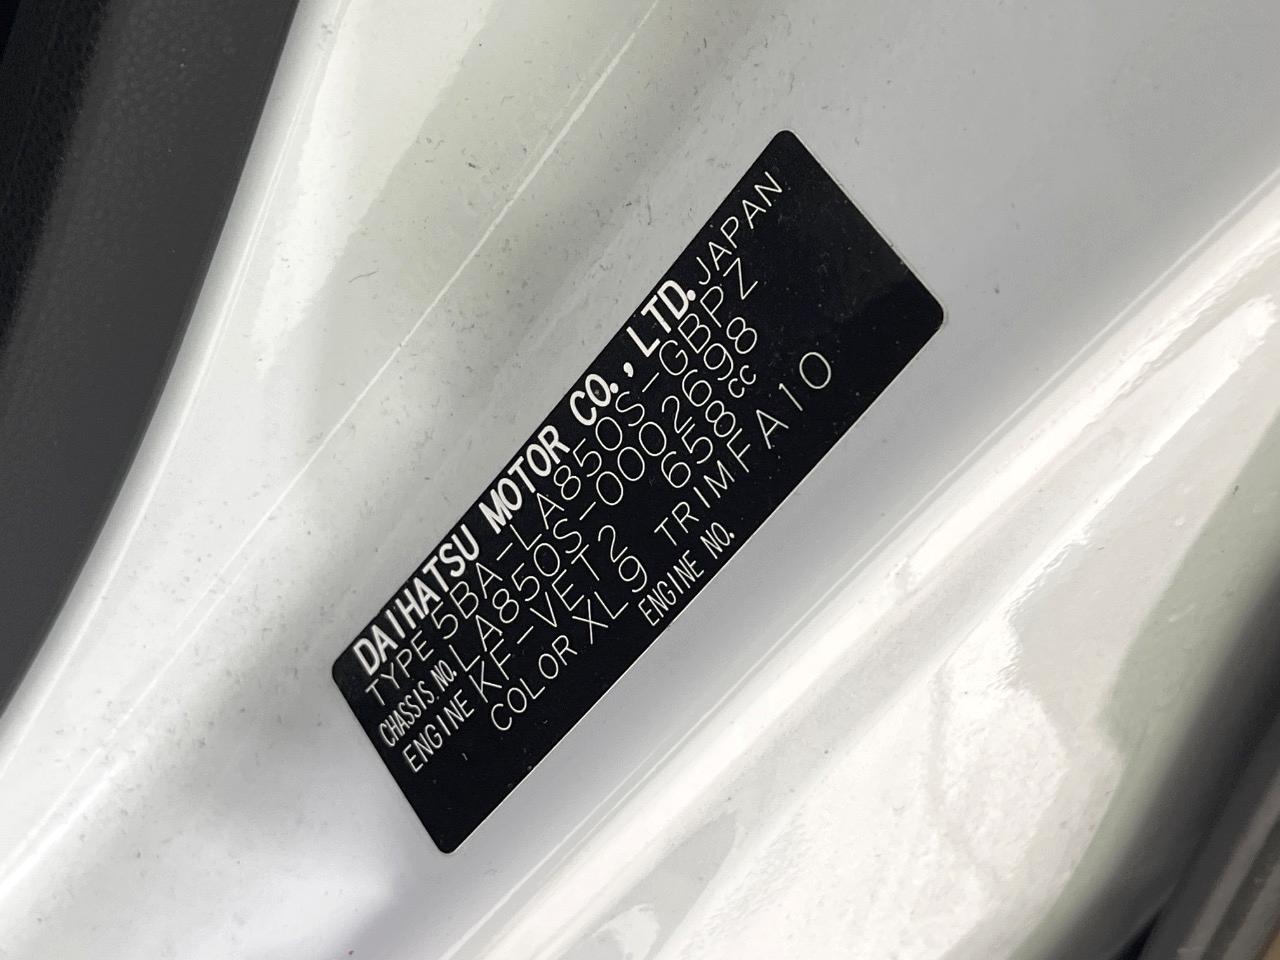 DAIHATSU MOTOR CO., LTD. JAPAN
TYPE 5BA-LA850S-GBPZ
CHASSIS NO. LA850S-0002698
ENGINE KF-VET2 658cc
COLOR XL9 TRIM FA10
ENGINE NO.